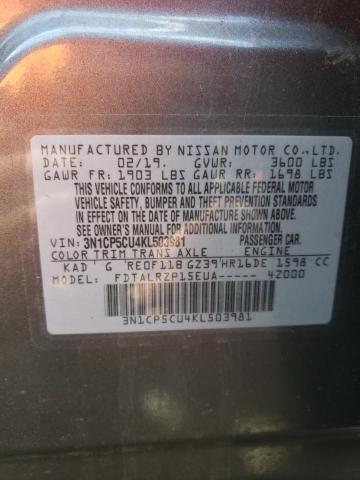 MANUFACTURED BY NISSAN MOTOR CO.,LTD.
DATE: 02/19. GVWR: 3600 LBS
GAWR FR: 1903 LBS GAWR RR: 1698 LBS
THIS VEHICLE CONFORMS TO ALL APPLICABLE FEDERAL MOTOR
VEHICLE SAFETY, BUMPER, AND THEFT PREVENTION STANDARDS
IN EFFECT ON THE DATE OF MANUFACTURE SHOWN ABOVE.
SEE OWNER'S MANUAL FOR ADDITIONAL INFORMATION.
VIN: 3N1CP5CU4KL503981 PASSENGER CAR.
COLOR TRIM TRANS AXLE ENGINE
KAD G RE0F11B GZ39 HR16DE 1598 CC
MODEL: FDTALRZP15EUA----- 4Z000
3N1CP5CU4KL503981